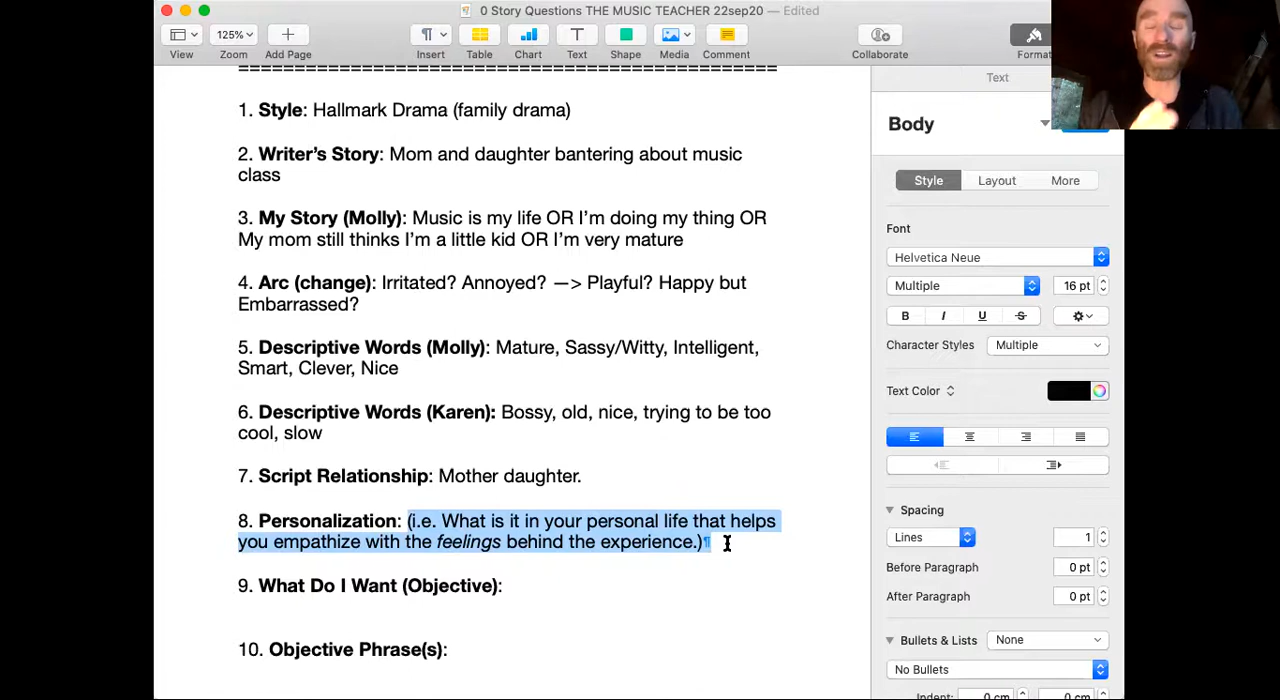 0 Story Questions THE MUSIC TEACHER 22sep20 — Edited
125%
View
Zoom
Add Page
Insert
Table
Chart
Text
Shape
Media
Comment
Collaborate
Format
==================================================
1. Style: Hallmark Drama (family drama)
2. Writer's Story: Mom and daughter bantering about music
class
3. My Story (Molly): Music is my life OR I'm doing my thing OR
My mom still thinks I'm a little kid OR I'm very mature
4. Arc (change): Irritated? Annoyed? —> Playful? Happy but
Embarrassed?
5. Descriptive Words (Molly): Mature, Sassy/Witty, Intelligent,
Smart, Clever, Nice
6. Descriptive Words (Karen): Bossy, old, nice, trying to be too
cool, slow
7. Script Relationship: Mother daughter.
8. Personalization: (i.e. What is it in your personal life that helps
you empathize with the feelings behind the experience.)¶
9. What Do I Want (Objective):
10. Objective Phrase(s):
Text
Body
Style
Layout
More
Font
Helvetica Neue
Multiple
16 pt
B
I
U
S
Character Styles
Multiple
Text Color
Spacing
Lines
1
Before Paragraph
0 pt
After Paragraph
0 pt
Bullets & Lists
None
No Bullets
Indent:
0 cm
0 cm